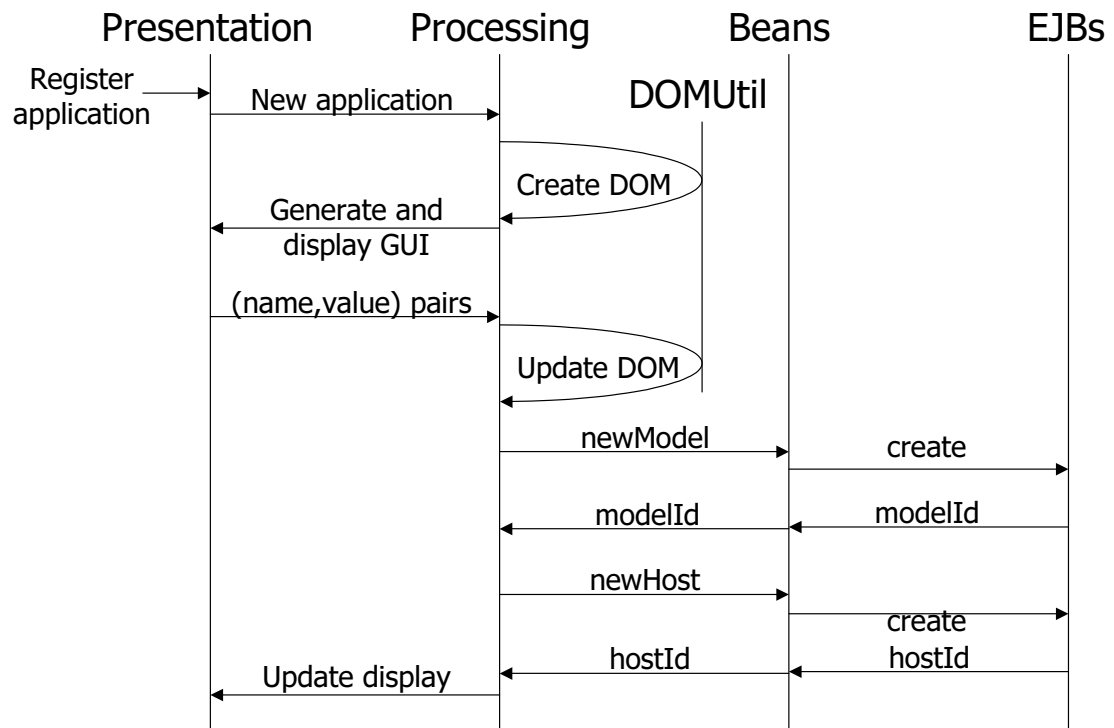 Presentation
Processing
Beans
EJBs
Register
application
New application
DOMUtil
Create DOM
Generate and
display GUI
(name,value) pairs
Update DOM
newModel
create
modelId
modelId
newHost
create
hostId
hostId
Update display